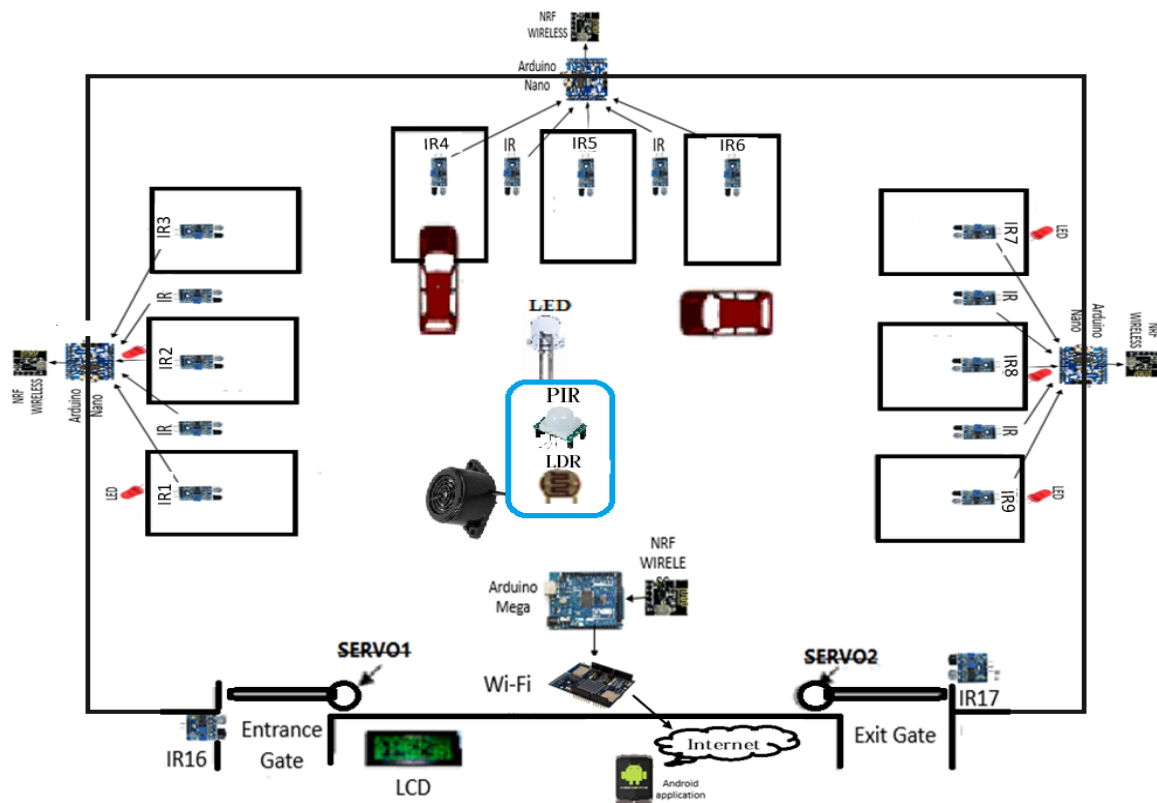 NRF
WIRELESS
Arduino
Nano
IR4
IR
IR5
IR
IR6
IR3
IR
IR2
IR
IR1
LED
NRF
WIRELESS
Arduino
Nano
LED
PIR
LDR
IR7
LED
IR
IR8
IR
IR9
LED
Arduino
Nano
NRF
WIRELESS
NRF
WIRELE
Arduino
Mega
SERVO1
SERVO2
Wi-Fi
IR17
IR16
Entrance
Gate
LCD
Internet
Exit Gate
Android
application